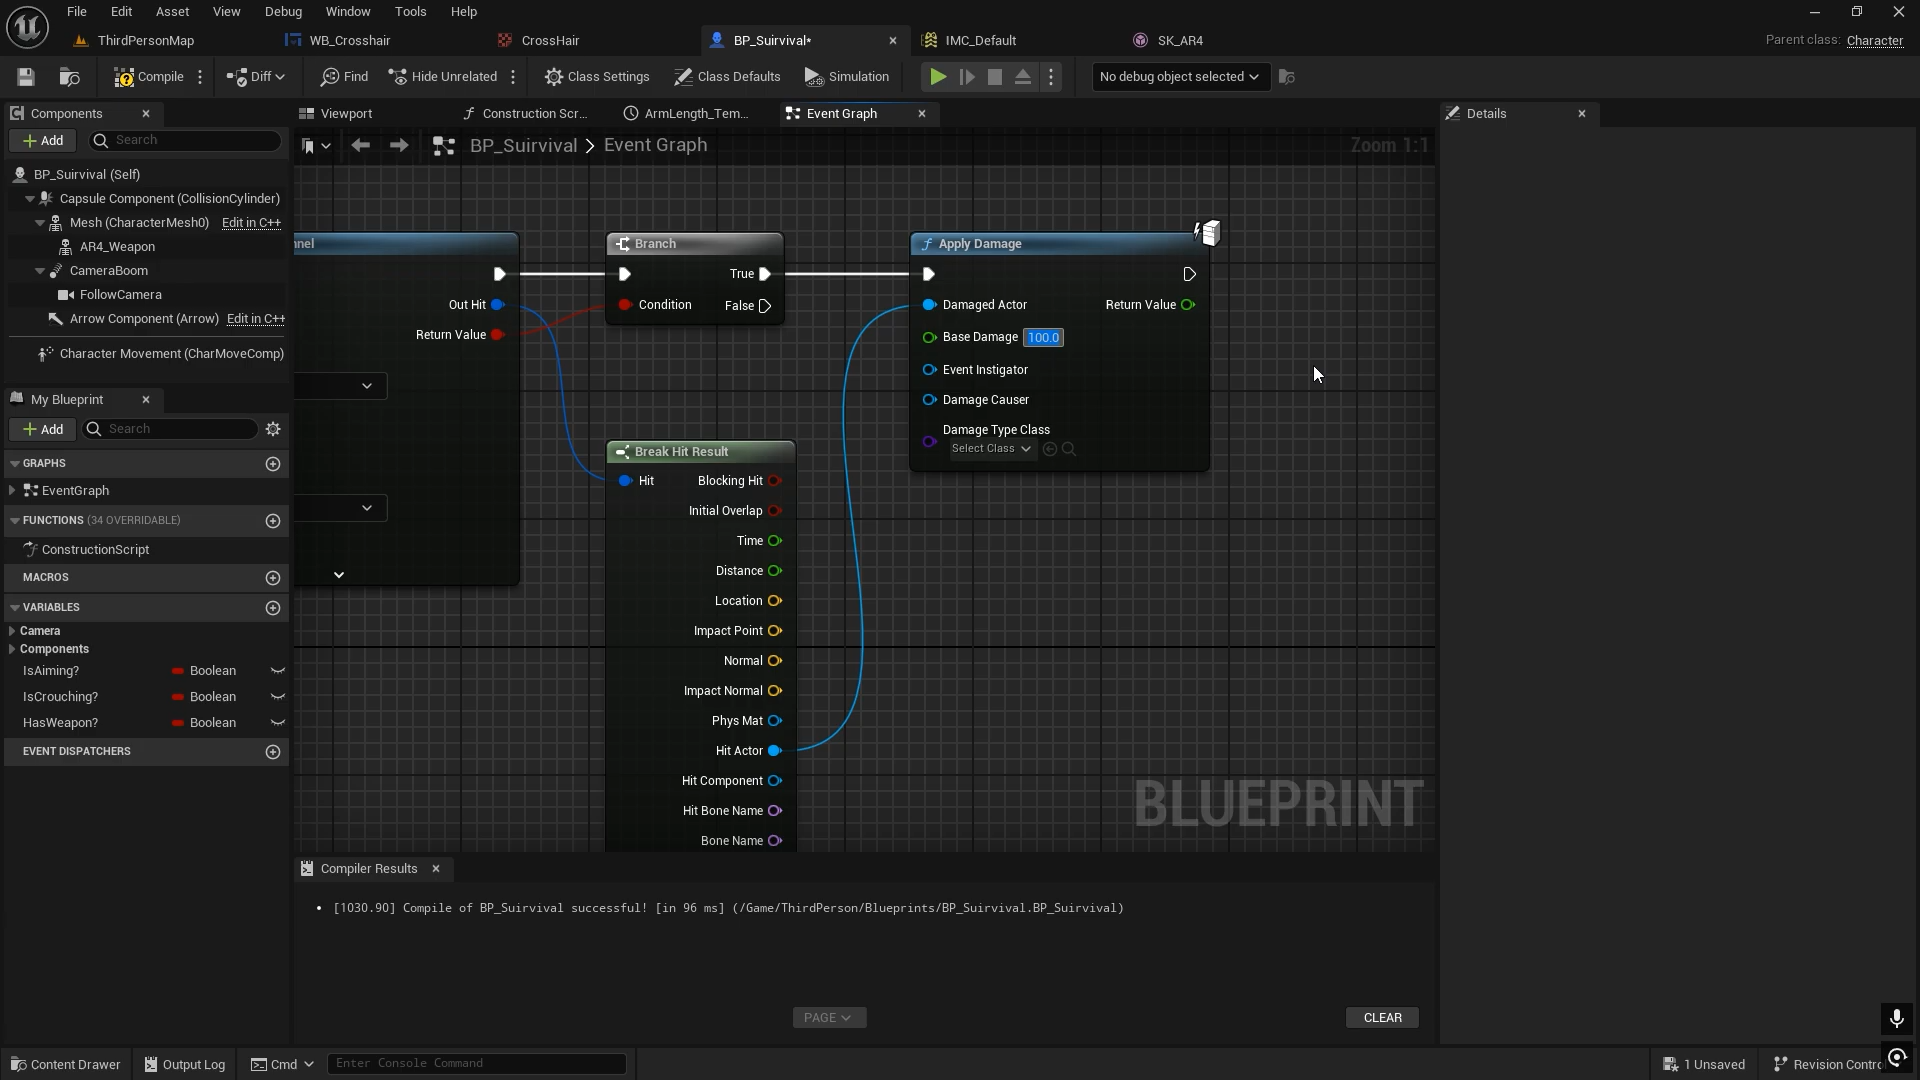 File Edit Asset View Debug Window Tools Help
ThirdPersonMap WB_Crosshair CrossHair BP_Suirvival* IMC_Default SK_AR4 Parent class: Character
Compile Diff Find Hide Unrelated Class Settings Class Defaults Simulation No debug object selected
Components Viewport Construction Scr... ArmLength_Tem... Event Graph Details
Add Search
BP_Suirvival > Event Graph Zoom 1:1
BP_Suirvival (Self)
Capsule Component (CollisionCylinder)
Mesh (CharacterMesh0) Edit in C++
AR4_Weapon
CameraBoom
FollowCamera
Arrow Component (Arrow) Edit in C++
Character Movement (CharMoveComp)
My Blueprint
Add Search
GRAPHS
EventGraph
FUNCTIONS (34 OVERRIDABLE)
ConstructionScript
MACROS
VARIABLES
Camera
Components
IsAiming? Boolean
IsCrouching? Boolean
HasWeapon? Boolean
EVENT DISPATCHERS
nnel
Out Hit
Return Value
Branch
True
Condition False
Apply Damage
Damaged Actor Return Value
Base Damage 100.0
Event Instigator
Damage Causer
Damage Type Class
Select Class
Break Hit Result
Hit Blocking Hit
Initial Overlap
Time
Distance
Location
Impact Point
Normal
Impact Normal
Phys Mat
Hit Actor
Hit Component
Hit Bone Name
Bone Name
BLUEPRINT
Compiler Results
[1030.90] Compile of BP_Suirvival successful! [in 96 ms] (/Game/ThirdPerson/Blueprints/BP_Suirvival.BP_Suirvival)
PAGE CLEAR
Content Drawer Output Log Cmd Enter Console Command 1 Unsaved Revision Contro